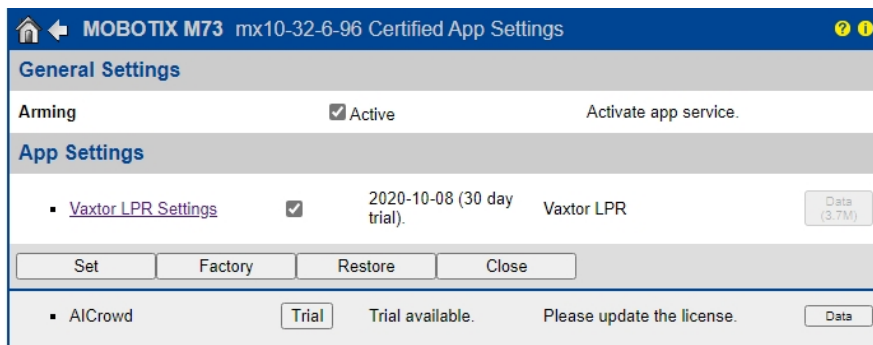 MOBOTIX M73 mx10-32-6-96 Certified App Settings ? i
General Settings
Arming Active Activate app service.
App Settings
Vaxtor LPR Settings 2020-10-08 (30 day trial). Vaxtor LPR Data (3.7M)
Set Factory Restore Close
AICrowd Trial Trial available. Please update the license. Data